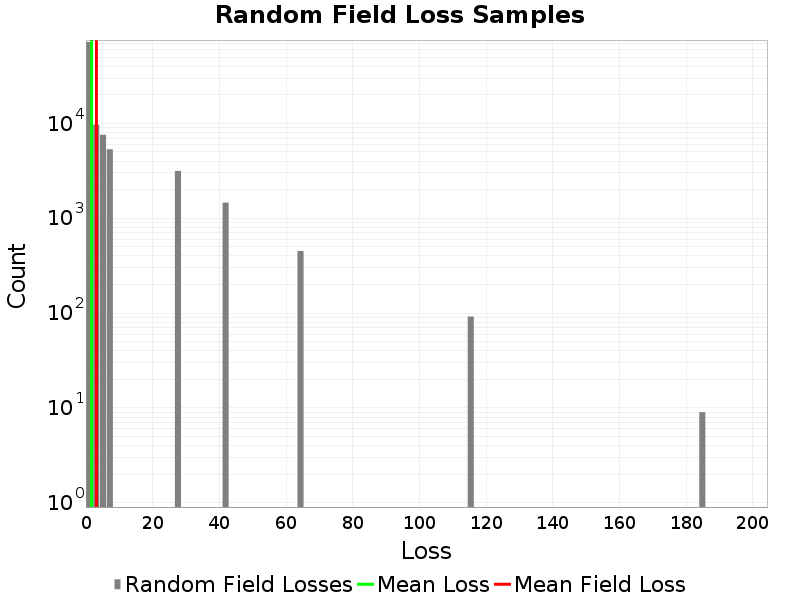 Random Field Loss Samples
Count
10^4
10^3
10^2
10^1
10^0
0 20 40 60 80 100 120 140 160 180 200
Loss
Random Field Losses Mean Loss Mean Field Loss